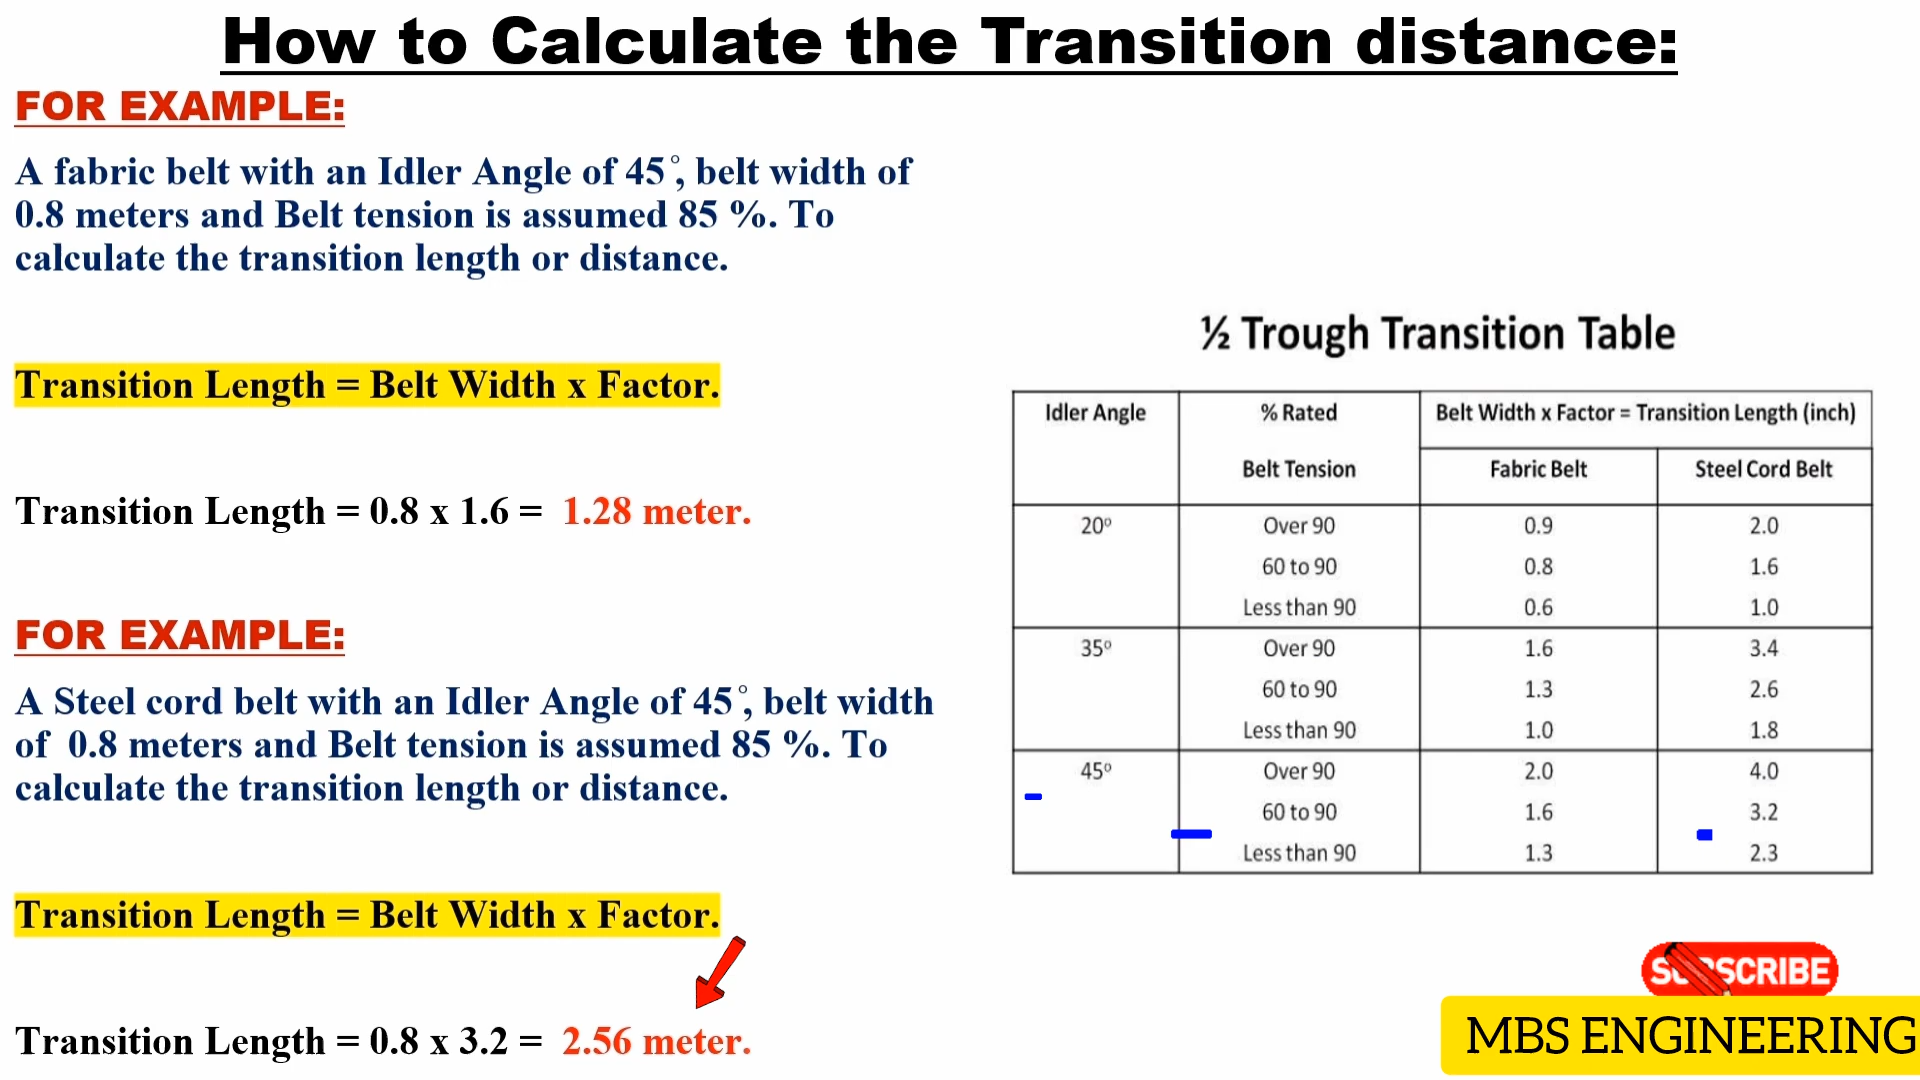 How to Calculate the Transition distance:
FOR EXAMPLE:
A fabric belt with an Idler Angle of 45°, belt width of
0.8 meters and Belt tension is assumed 85 %. To
calculate the transition length or distance.
Transition Length = Belt Width x Factor.
Transition Length = 0.8 x 1.6 = 1.28 meter.
FOR EXAMPLE:
A Steel cord belt with an Idler Angle of 45°, belt width
of 0.8 meters and Belt tension is assumed 85 %. To
calculate the transition length or distance.
Transition Length = Belt Width x Factor.
Transition Length = 0.8 x 3.2 = 2.56 meter.
½ Trough Transition Table
Idler Angle % Rated Belt Width x Factor = Transition Length (inch)
Belt Tension Fabric Belt Steel Cord Belt
20º Over 90 0.9 2.0
60 to 90 0.8 1.6
Less than 90 0.6 1.0
35º Over 90 1.6 3.4
60 to 90 1.3 2.6
Less than 90 1.0 1.8
45º Over 90 2.0 4.0
60 to 90 1.6 3.2
Less than 90 1.3 2.3
SUBSCRIBE
MBS ENGINEERING